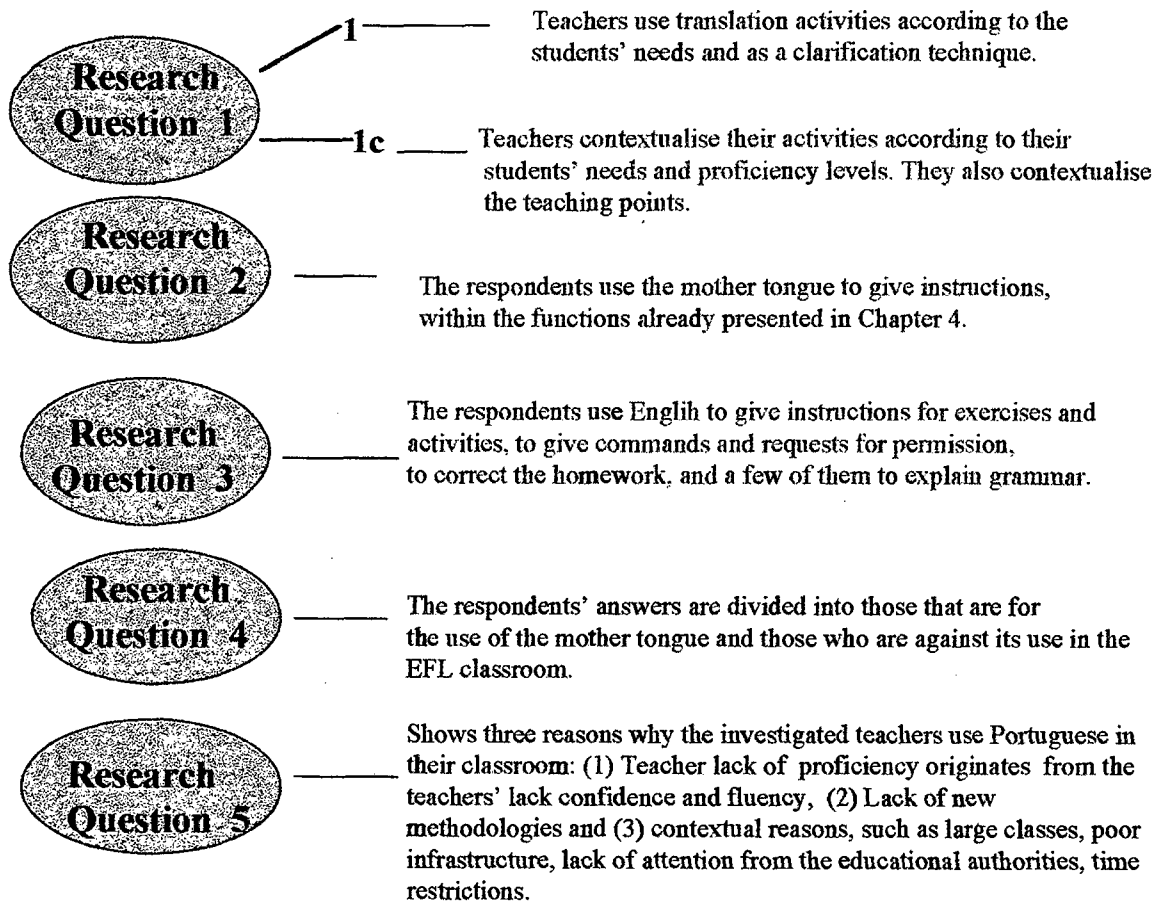 Research
Question 1
1
Teachers use translation activities according to the
students' needs and as a clarification technique.
1c
Teachers contextualise their activities according to their
students' needs and proficiency levels. They also contextualise
the teaching points.
Research
Question 2
The respondents use the mother tongue to give instructions,
within the functions already presented in Chapter 4.
Research
Question 3
The respondents use Englih to give instructions for exercises and
activities, to give commands and requests for permission,
to correct the homework, and a few of them to explain grammar.
Research
Question 4
The respondents' answers are divided into those that are for
the use of the mother tongue and those who are against its use in the
EFL classroom.
Research
Question 5
Shows three reasons why the investigated teachers use Portuguese in
their classroom: (1) Teacher lack of proficiency originates from the
teachers' lack confidence and fluency, (2) Lack of new
methodologies and (3) contextual reasons, such as large classes, poor
infrastructure, lack of attention from the educational authorities, time
restrictions.